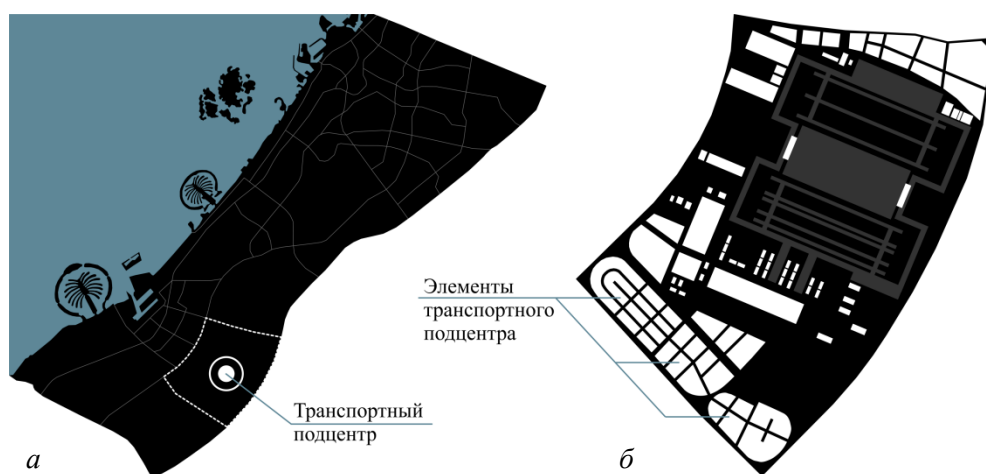 Элементы
транспортного
подцентра
Транспортный
подцентр
а
б